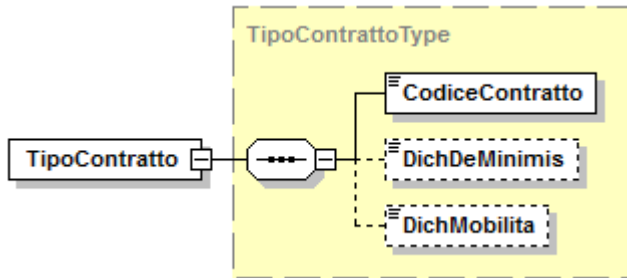 TipoContrattoType
CodiceContratto
TipoContratto
DichDeMinimis
DichMobilita